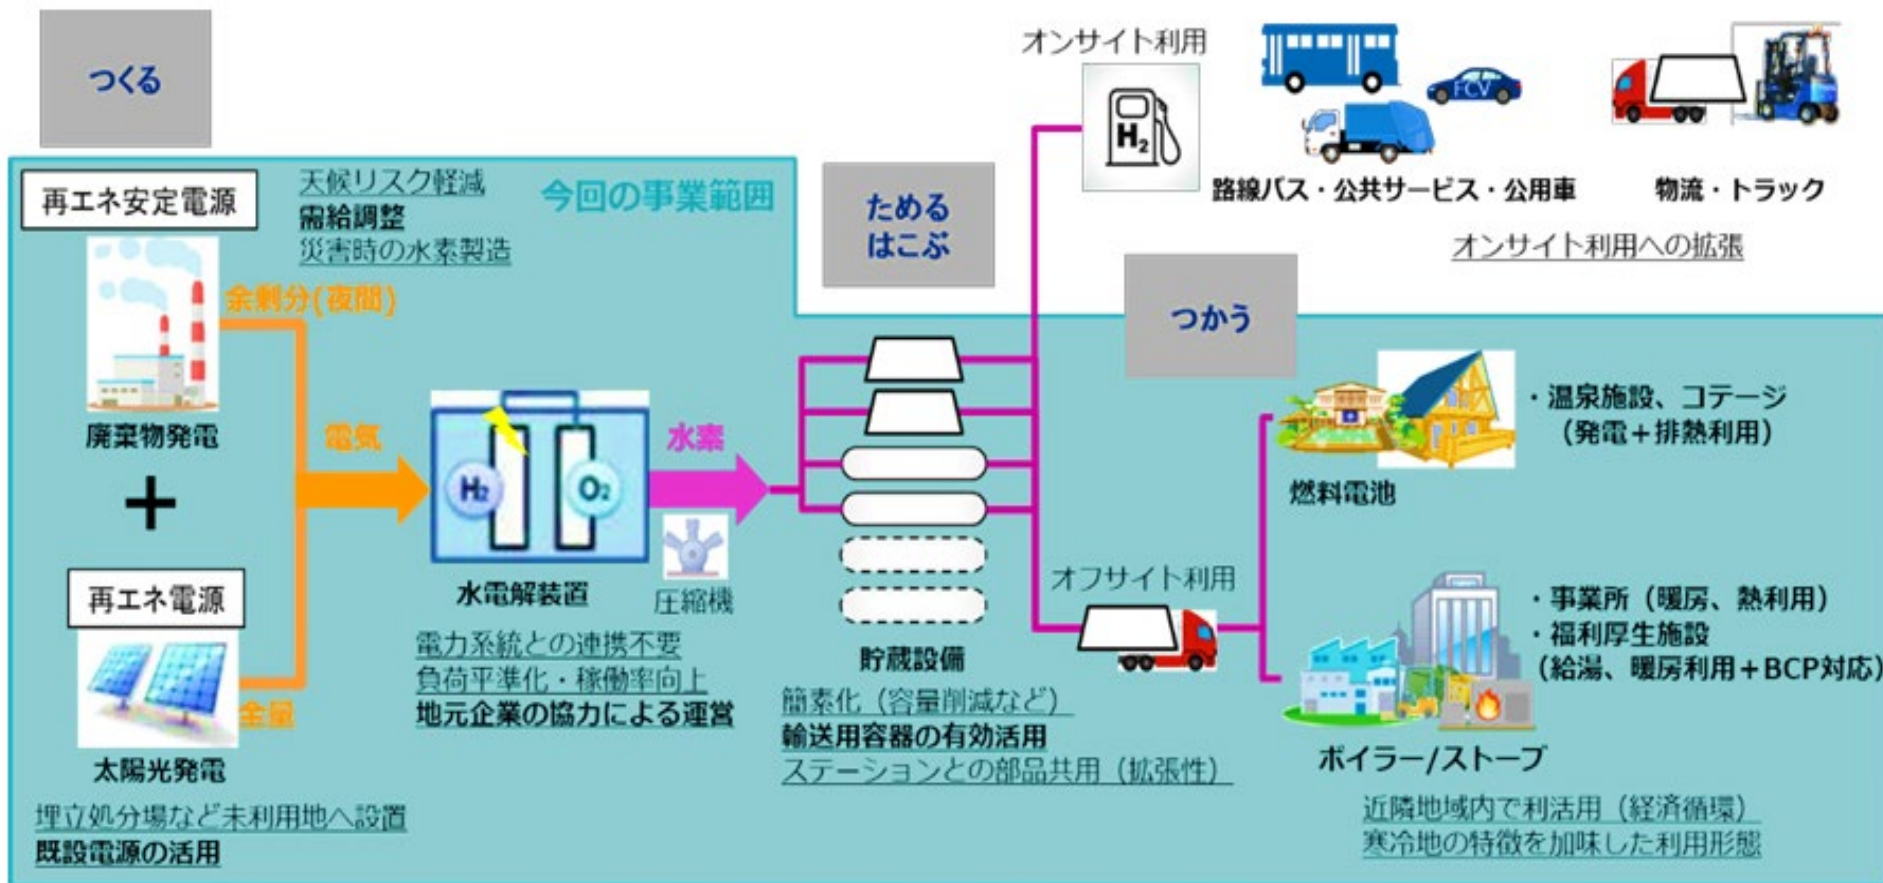 つくる
再エネ安定電源
天候リスク軽減
需給調整
災害時の水素製造
今回の事業範囲
余剰分(夜間)
廃棄物発電
+
再エネ電源
全量
太陽光発電
埋立処分場など未利用地へ設置
既設電源の活用
電気
H₂
O₂
水電解装置
電力系統との連携不要
負荷平準化・稼働率向上
地元企業の協力による運営
水素
圧縮機
ためる
はこぶ
貯蔵設備
簡素化（容量削減など）
輸送用容器の有効活用
ステーションとの部品共用（拡張性）
オンサイト利用
H₂
FCV
路線バス・公共サービス・公用車
物流・トラック
オンサイト利用への拡張
つかう
オフサイト利用
燃料電池
・温泉施設、コテージ
（発電＋排熱利用）
ボイラー/ストーブ
・事業所（暖房、熱利用）
・福利厚生施設
（給湯、暖房利用＋BCP対応）
近隣地域内で利活用（経済循環）
寒冷地の特徴を加味した利用形態